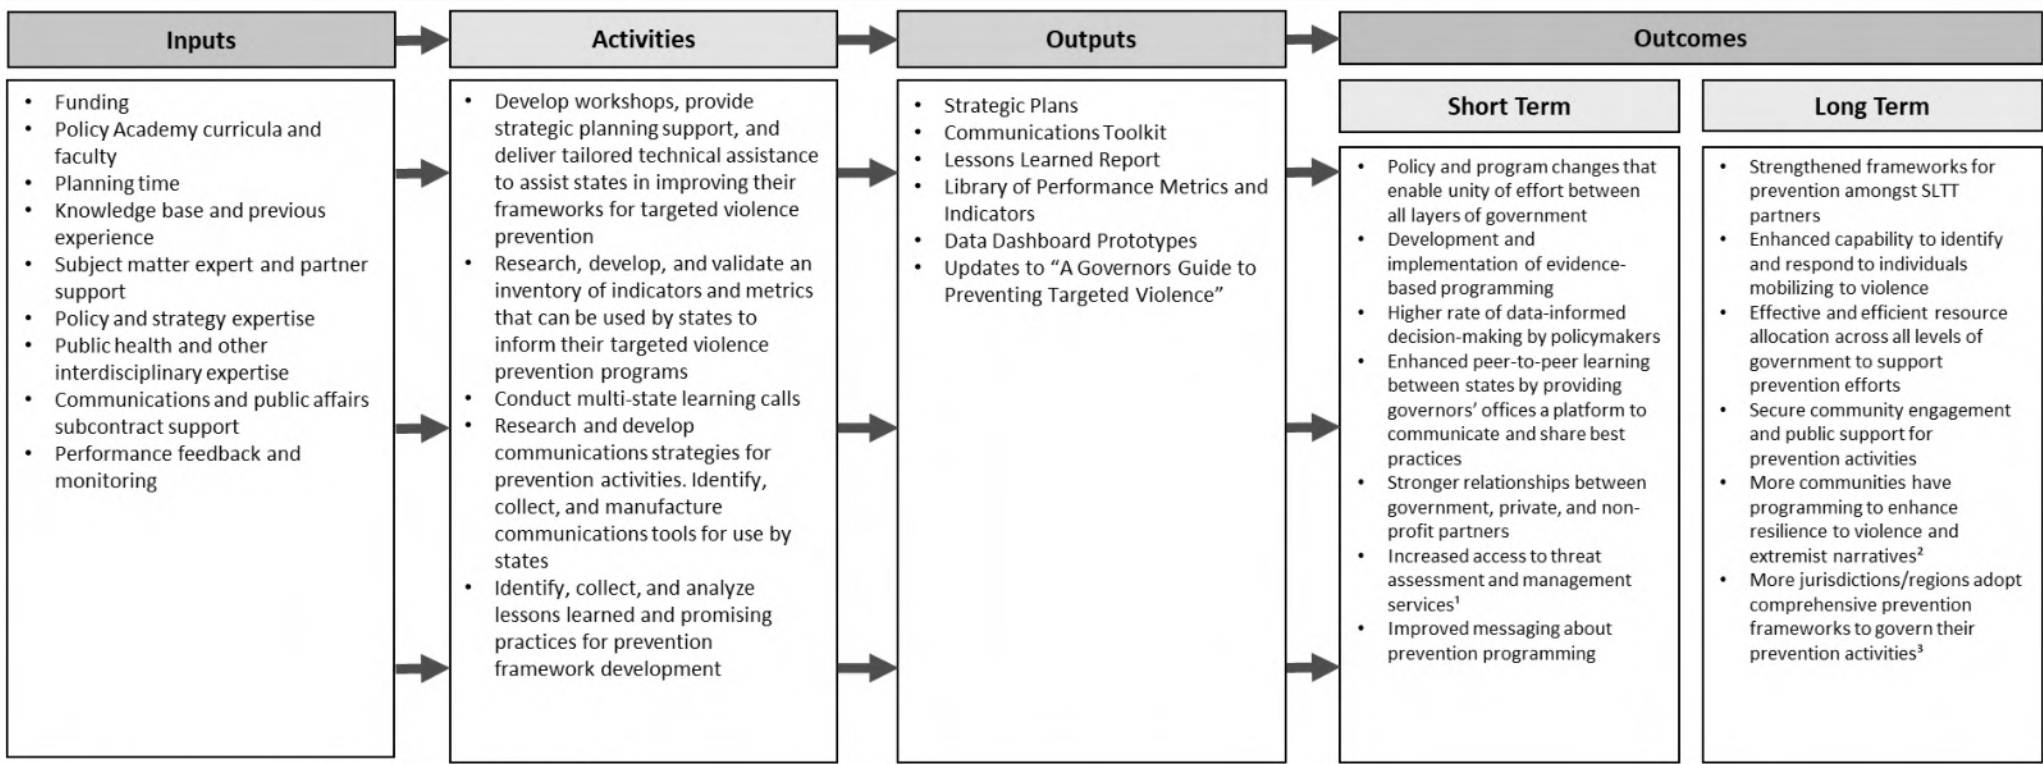 Inputs
Activities
Outputs
Outcomes
• Funding
• Policy Academy curricula and
faculty
• Planning time
• Knowledge base and previous
experience
• Subject matter expert and partner
support
• Policy and strategy expertise
• Public health and other
interdisciplinary expertise
• Communications and public affairs
subcontract support
• Performance feedback and
monitoring
• Develop workshops, provide
strategic planning support, and
deliver tailored technical assistance
to assist states in improving their
frameworks for targeted violence
prevention
• Research, develop, and validate an
inventory of indicators and metrics
that can be used by states to
inform their targeted violence
prevention programs
• Conduct multi-state learning calls
• Research and develop
communications strategies for
prevention activities. Identify,
collect, and manufacture
communications tools for use by
states
• Identify, collect, and analyze
lessons learned and promising
practices for prevention
framework development
• Strategic Plans
• Communications Toolkit
• Lessons Learned Report
• Library of Performance Metrics and
Indicators
• Data Dashboard Prototypes
• Updates to “A Governors Guide to
Preventing Targeted Violence”
Short Term
• Policy and program changes that
enable unity of effort between
all layers of government
• Development and
implementation of evidence-
based programming
• Higher rate of data-informed
decision-making by policymakers
• Enhanced peer-to-peer learning
between states by providing
governors’ offices a platform to
communicate and share best
practices
• Stronger relationships between
government, private, and non-
profit partners
• Increased access to threat
assessment and management
services¹
• Improved messaging about
prevention programming
Long Term
• Strengthened frameworks for
prevention amongst SLTT
partners
• Enhanced capability to identify
and respond to individuals
mobilizing to violence
• Effective and efficient resource
allocation across all levels of
government to support
prevention efforts
• Secure community engagement
and public support for
prevention activities
• More communities have
programming to enhance
resilience to violence and
extremist narratives²
• More jurisdictions/regions adopt
comprehensive prevention
frameworks to govern their
prevention activities³